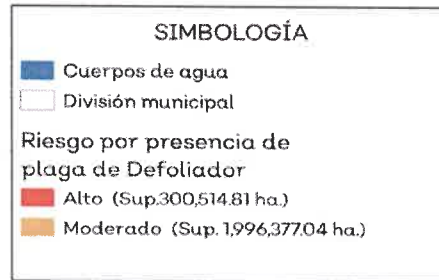 SIMBOLOGÍA
Cuerpos de agua
División municipal
Riesgo por presencia de
plaga de Defoliador
Alto (Sup.300,514.81 ha.)
Moderado (Sup. 1,996,377.04 ha.)